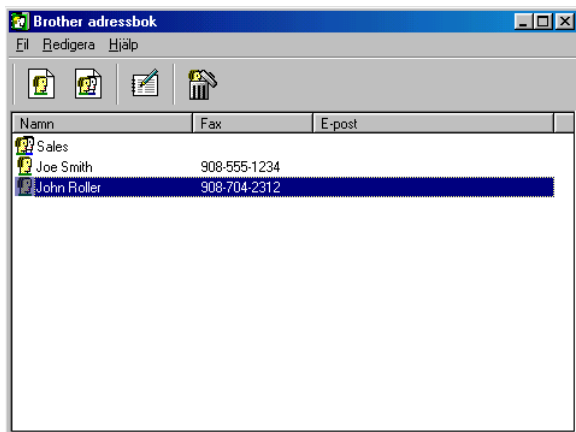 Brother adressbok
Fil Redigera Hjälp
Namn Fax E-post
Sales
Joe Smith 908-555-1234
John Roller 908-704-2312